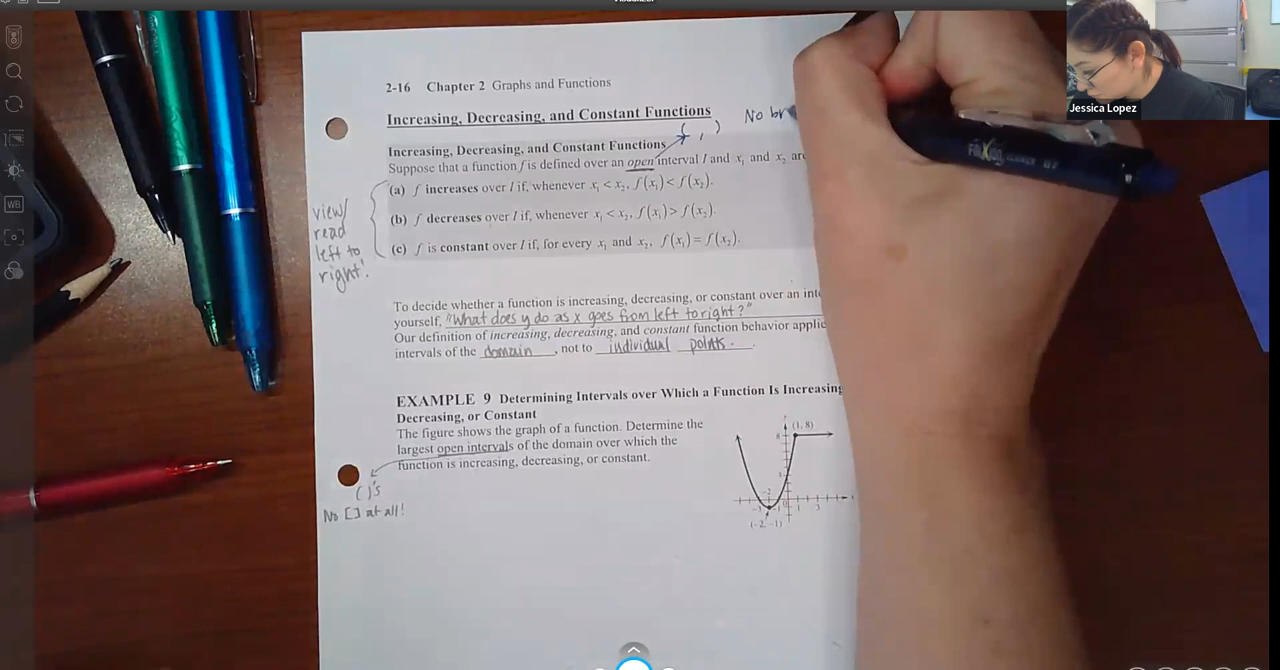 Jessica Lopez
2-16 Chapter 2 Graphs and Functions
Increasing, Decreasing, and Constant Functions
( , ) No br
Increasing, Decreasing, and Constant Functions
Suppose that a function f is defined over an open interval I and x₁ and x₂ are
(a) f increases over I if, whenever x₁ < x₂, f(x₁) < f(x₂).
(b) f decreases over I if, whenever x₁ < x₂, f(x₁) > f(x₂).
(c) f is constant over I if, for every x₁ and x₂, f(x₁) = f(x₂).
view/
read
left to
right!
To decide whether a function is increasing, decreasing, or constant over an int
yourself, "What does y do as x goes from left to right?"
Our definition of increasing, decreasing, and constant function behavior applie
intervals of the domain, not to individual points.
EXAMPLE 9 Determining Intervals over Which a Function Is Increasing
Decreasing, or Constant
The figure shows the graph of a function. Determine the
largest open intervals of the domain over which the
function is increasing, decreasing, or constant.
( )'s
No [ ] at all!
(1, 8)
8
-2
1 3
(-2, -1)